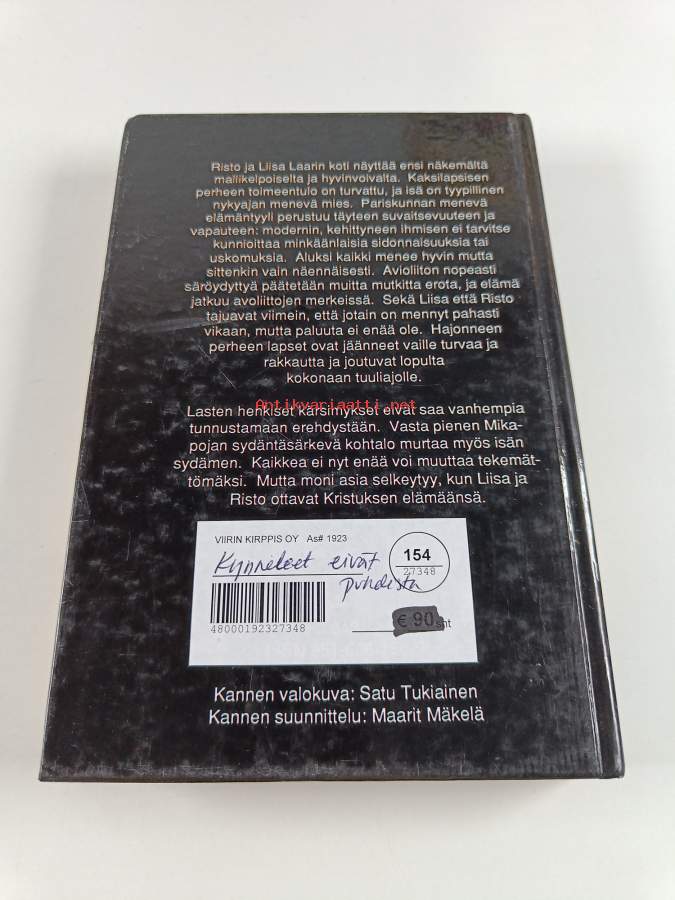 Risto ja Liisa Laarin koti näyttää ensi näkemältä
mallikelpoiselta ja hyvinvoivalta. Kaksilapsisen
perheen toimeentulo on turvattu, ja isä on tyypillinen
nykyajan menevä mies. Pariskunnan menevä
elämäntyyli perustuu täyteen suvaitsevuuteen ja
vapauteen: modernin, kehittyneen ihmisen ei tarvitse
kunnioittaa minkäänlaisia sidonnaisuuksia tai
uskomuksia. Aluksi kaikki menee hyvin mutta
sittenkin vain näennäisesti. Avioliiton nopeasti
säröydyttyä päätetään muitta mutkitta erota, ja elämä
jatkuu avoliittojen merkeissä. Sekä Liisa että Risto
tajuavat viimein, että jotain on mennyt pahasti
vikaan, mutta paluuta ei enää ole. Hajonneen
perheen lapset ovat jääneet vaille turvaa ja
rakkautta ja joutuvat lopulta
kokonaan tuuliajolle.
Antikvariaatti.net
Lasten henkiset kärsimykset eivät saa vanhempia
tunnustamaan erehdystään. Vasta pienen Mika-
pojan sydäntäsärkevä kohtalo murtaa myös isän
sydämen. Kaikkea ei nyt enää voi muuttaa tekemät-
tömäksi. Mutta moni asia selkeytyy, kun Liisa ja
Risto ottavat Kristuksen elämäänsä.
VIIRIN KIRPPIS OY As# 1923
154
27348
Kyyneleet eivät
puhdista
48000192327348
€ 90 snt
Kannen valokuva: Satu Tukiainen
Kannen suunnittelu: Maarit Mäkelä